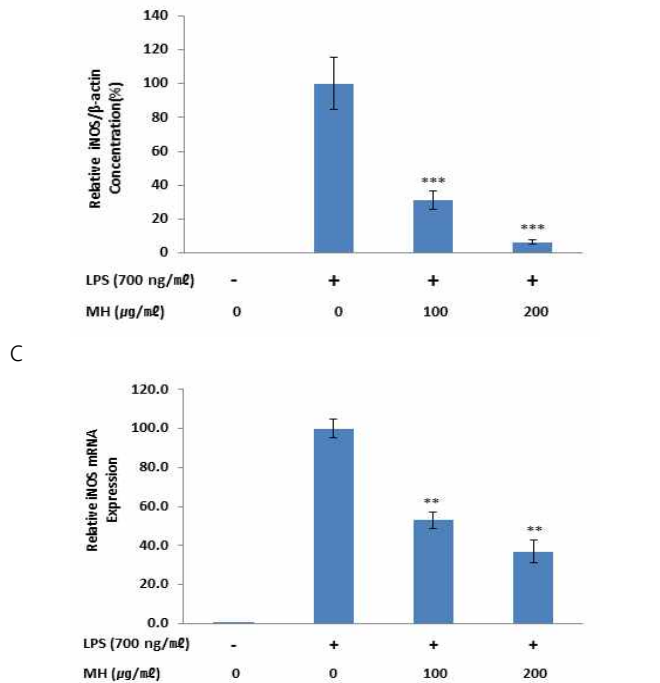 140
120
100
80
60
40
20
0
Relative iNOS/β-actin
Concentration(%)
***
***
LPS (700 ng/㎖) - + + +
MH (µg/㎖) 0 0 100 200
C
120.0
100.0
80.0
60.0
40.0
20.0
0.0
Relative iNOS mRNA
Expression
**
**
LPS (700 ng/㎖) - + + +
MH (µg/㎖) 0 0 100 200